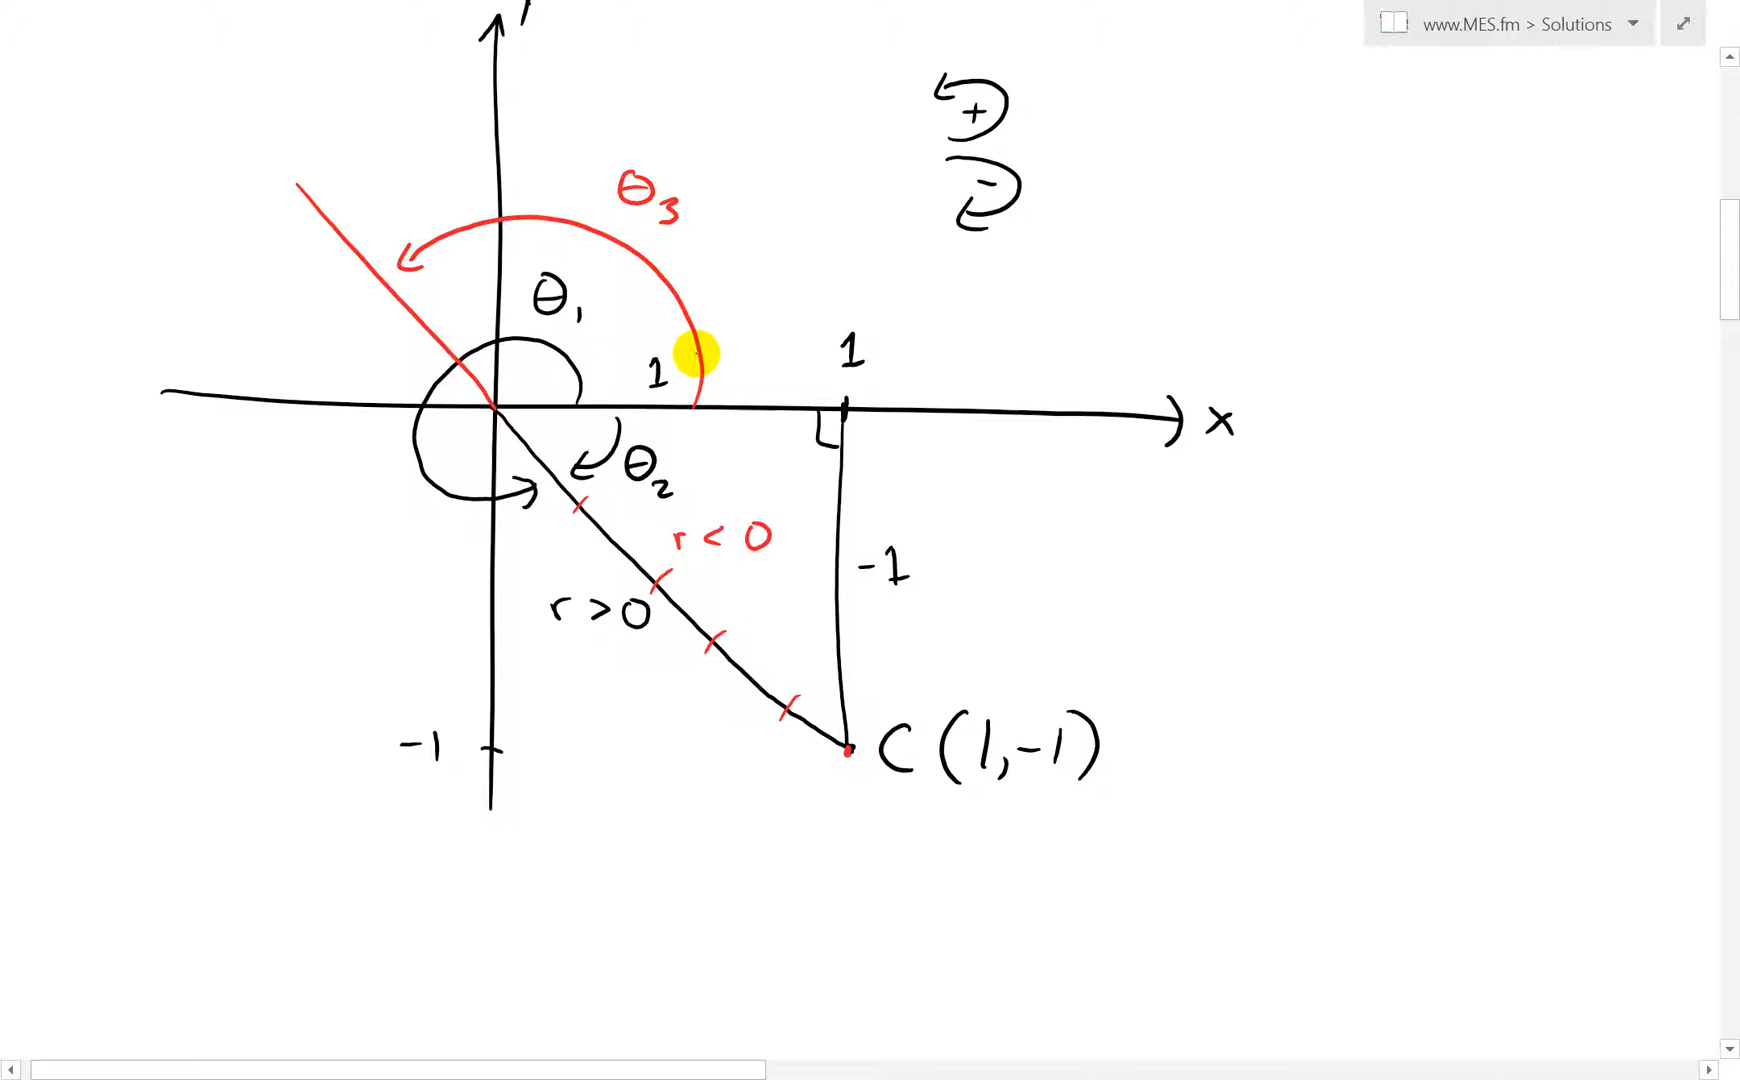 www.MES.fm > Solutions
+
-
θ₃
θ₁
1
1
x
θ₂
r < 0
-1
r > 0
-1
C (1,-1)